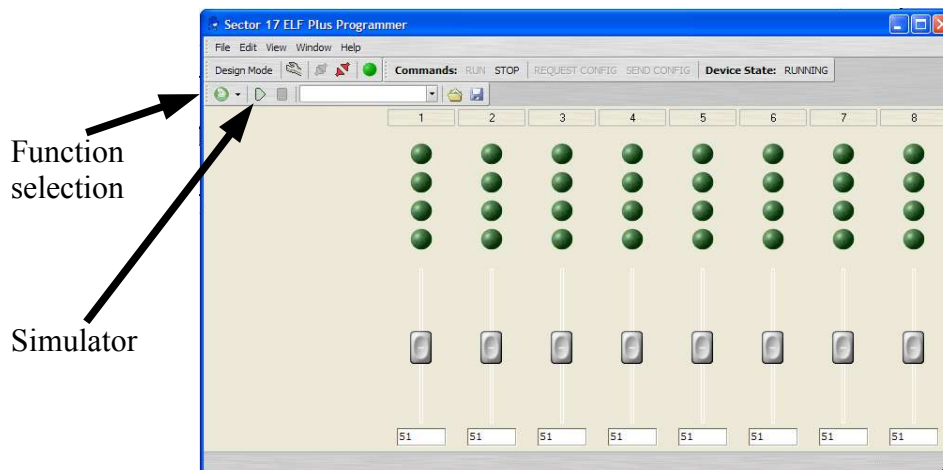 Sector 17 ELF Plus Programmer
File Edit View Window Help
Design Mode Commands: RUN STOP REQUEST CONFIG SEND CONFIG Device State: RUNNING
1 2 3 4 5 6 7 8
Function
selection
Simulator
51 51 51 51 51 51 51 51